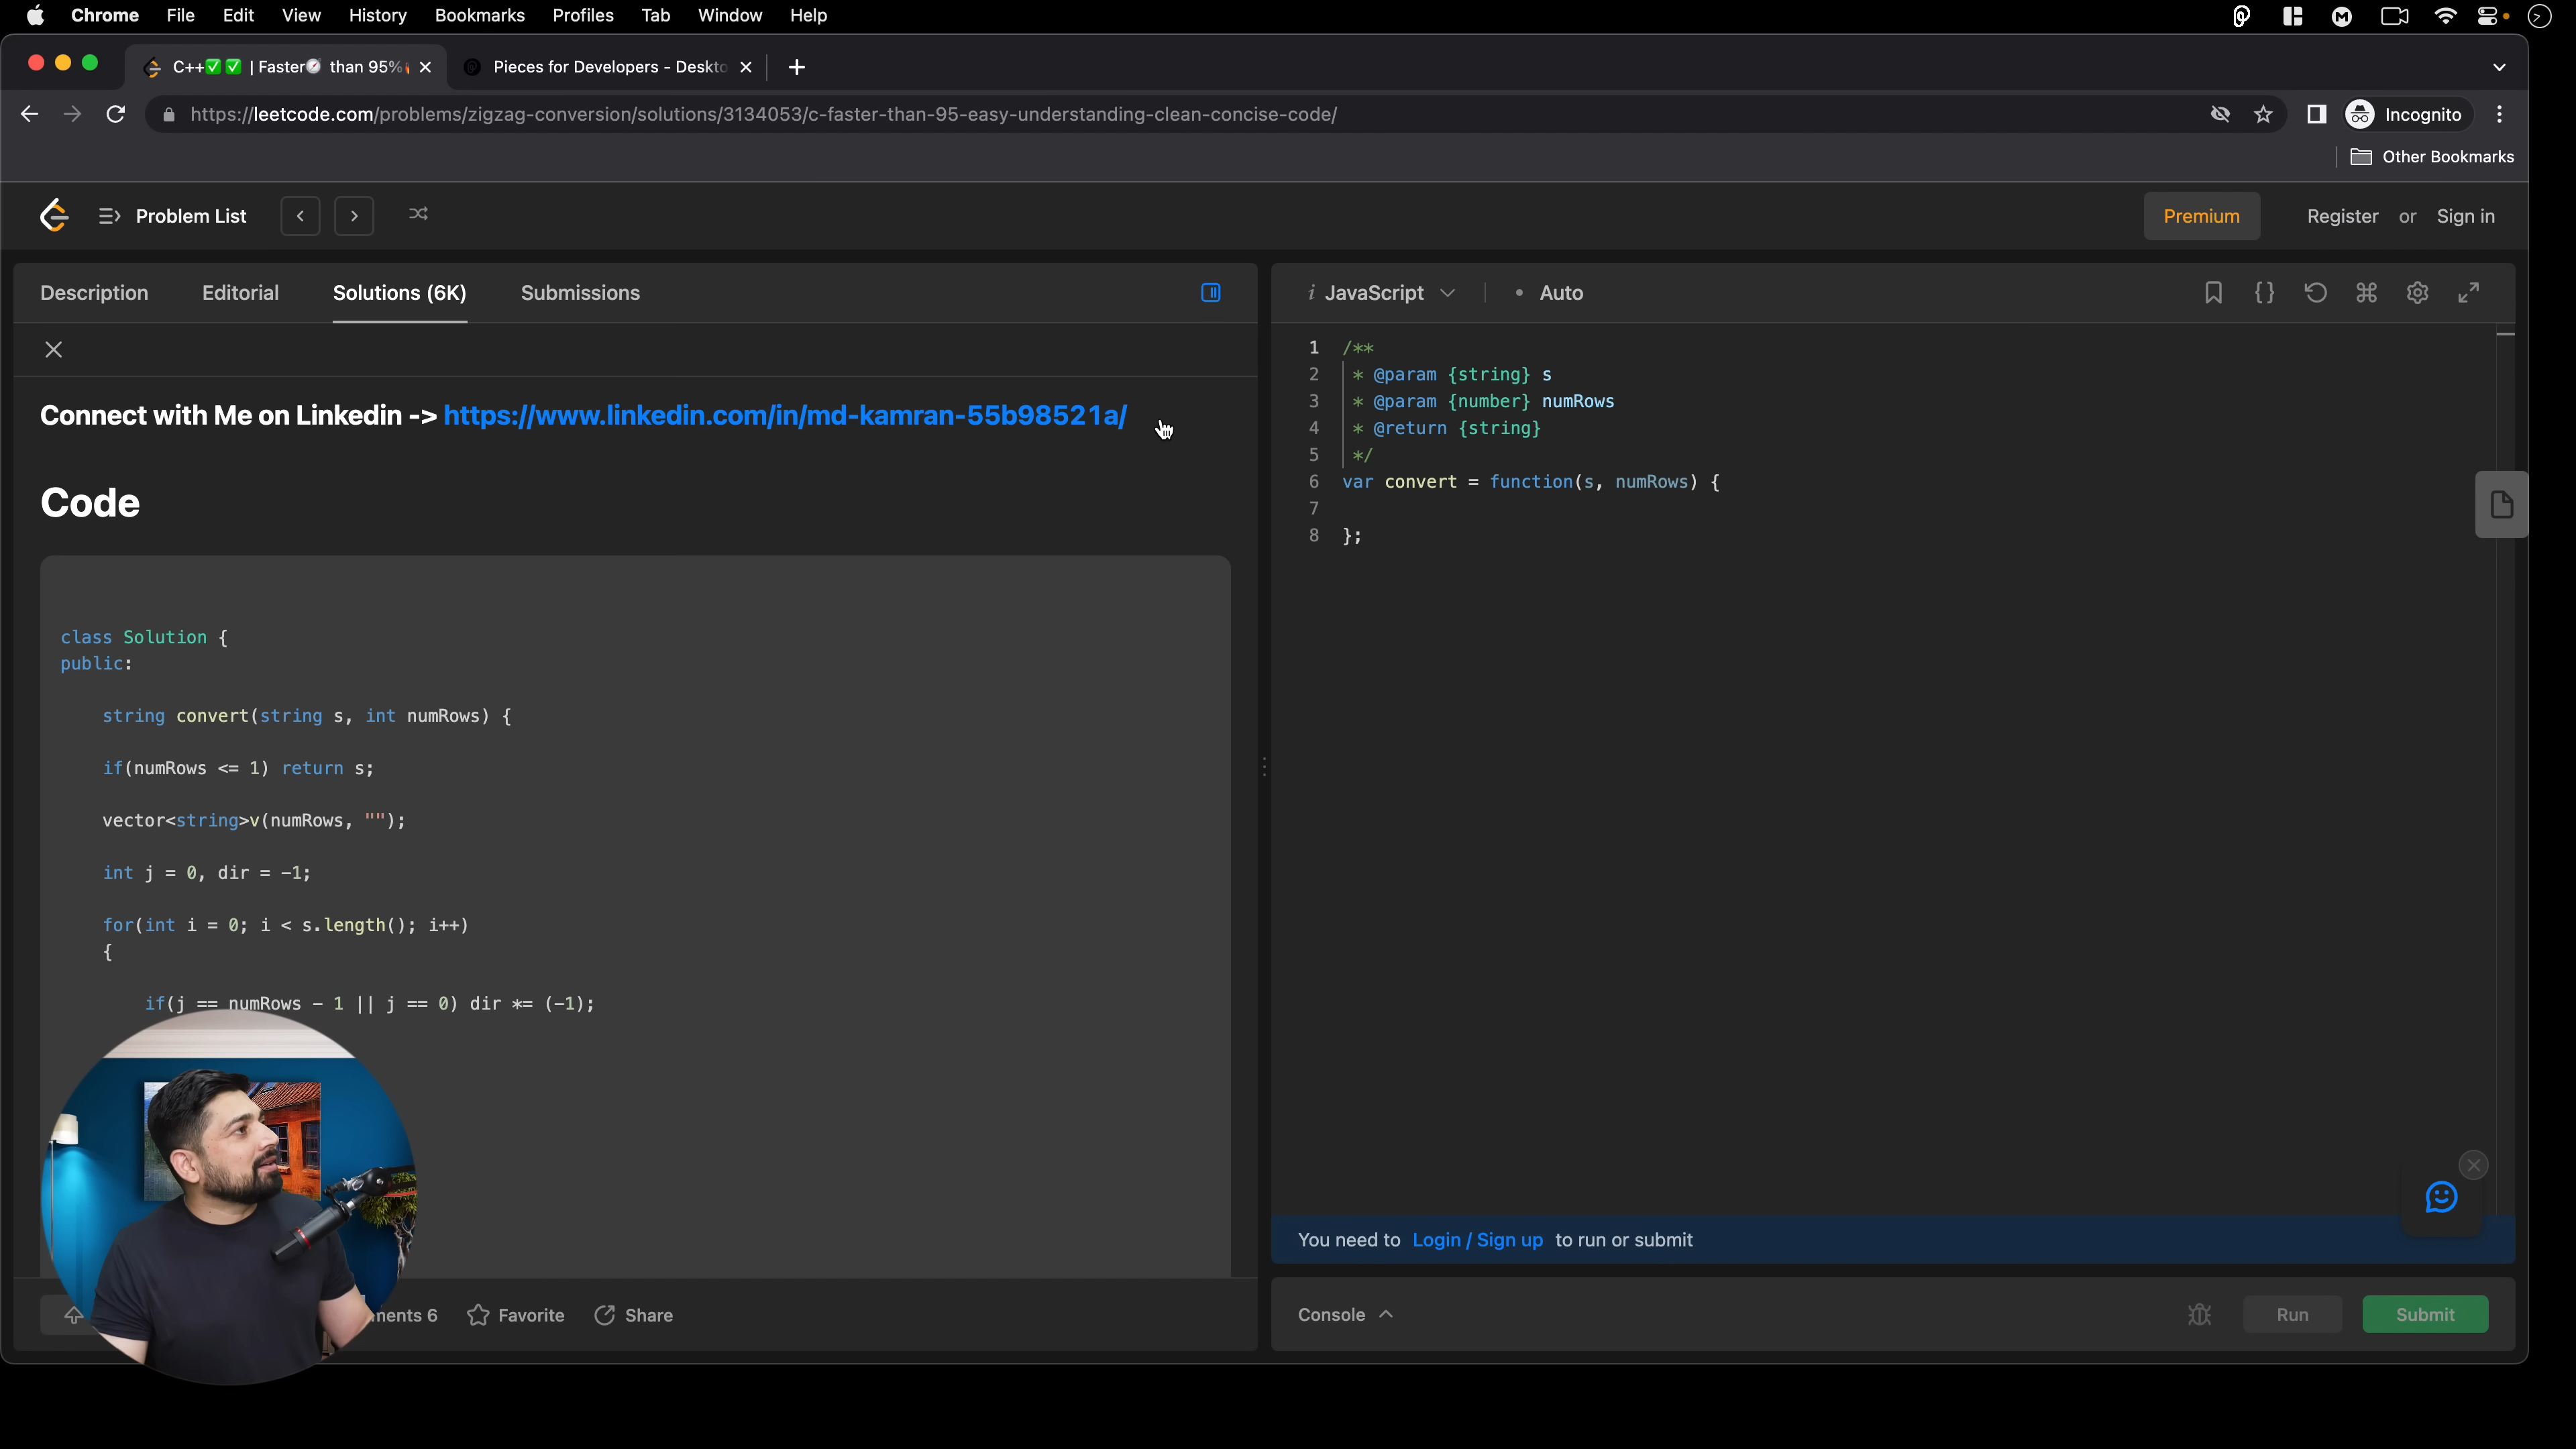 Chrome File Edit View History Bookmarks Profiles Tab Window Help
C++✅✅ | Faster🧭 than 95% Pieces for Developers - Deskto
https://leetcode.com/problems/zigzag-conversion/solutions/3134053/c-faster-than-95-easy-understanding-clean-concise-code/ Incognito
Other Bookmarks
Problem List Premium Register or Sign in
Description Editorial Solutions (6K) Submissions
Connect with Me on Linkedin -> https://www.linkedin.com/in/md-kamran-55b98521a/
Code
class Solution {
public:
string convert(string s, int numRows) {
if(numRows <= 1) return s;
vector<string>v(numRows, "");
int j = 0, dir = -1;
for(int i = 0; i < s.length(); i++)
{
if(j == numRows - 1 || j == 0) dir *= (-1);
6 Favorite Share
i JavaScript • Auto
1 /**
2 * @param {string} s
3 * @param {number} numRows
4 * @return {string}
5 */
6 var convert = function(s, numRows) {
7
8 };
You need to Login / Sign up to run or submit
Console Run Submit